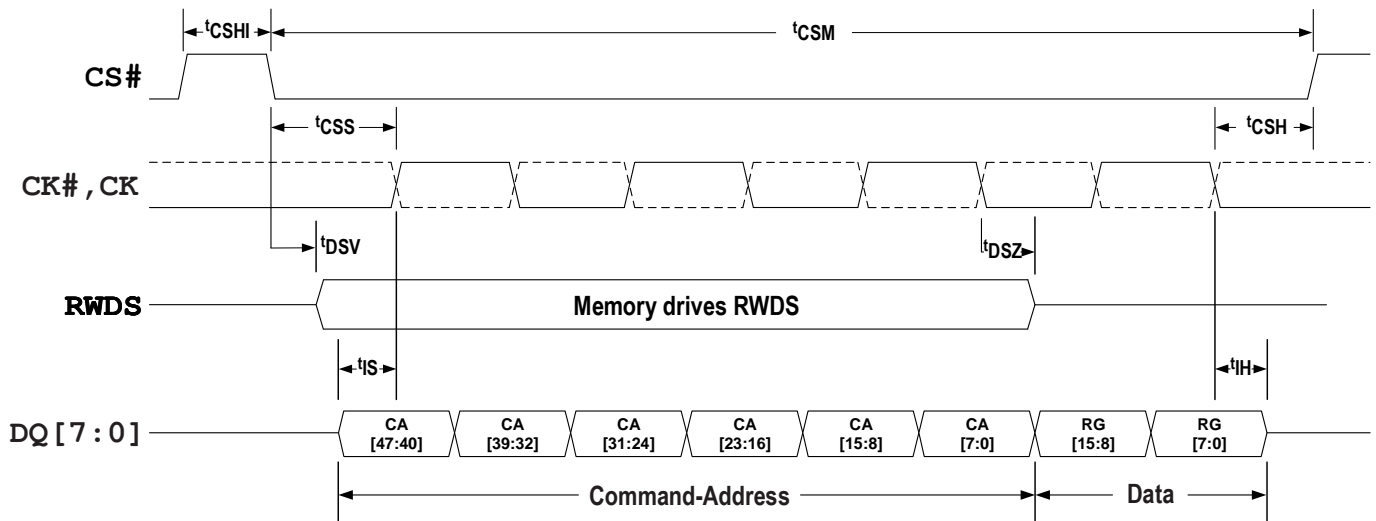 tCSHI
tCSM
CS#
tCSS
tCSH
CK#,CK
tDSV
tDSZ
RWDS
Memory drives RWDS
tIS
tIH
DQ[7:0]
CA
[47:40]
CA
[39:32]
CA
[31:24]
CA
[23:16]
CA
[15:8]
CA
[7:0]
RG
[15:8]
RG
[7:0]
Command-Address
Data